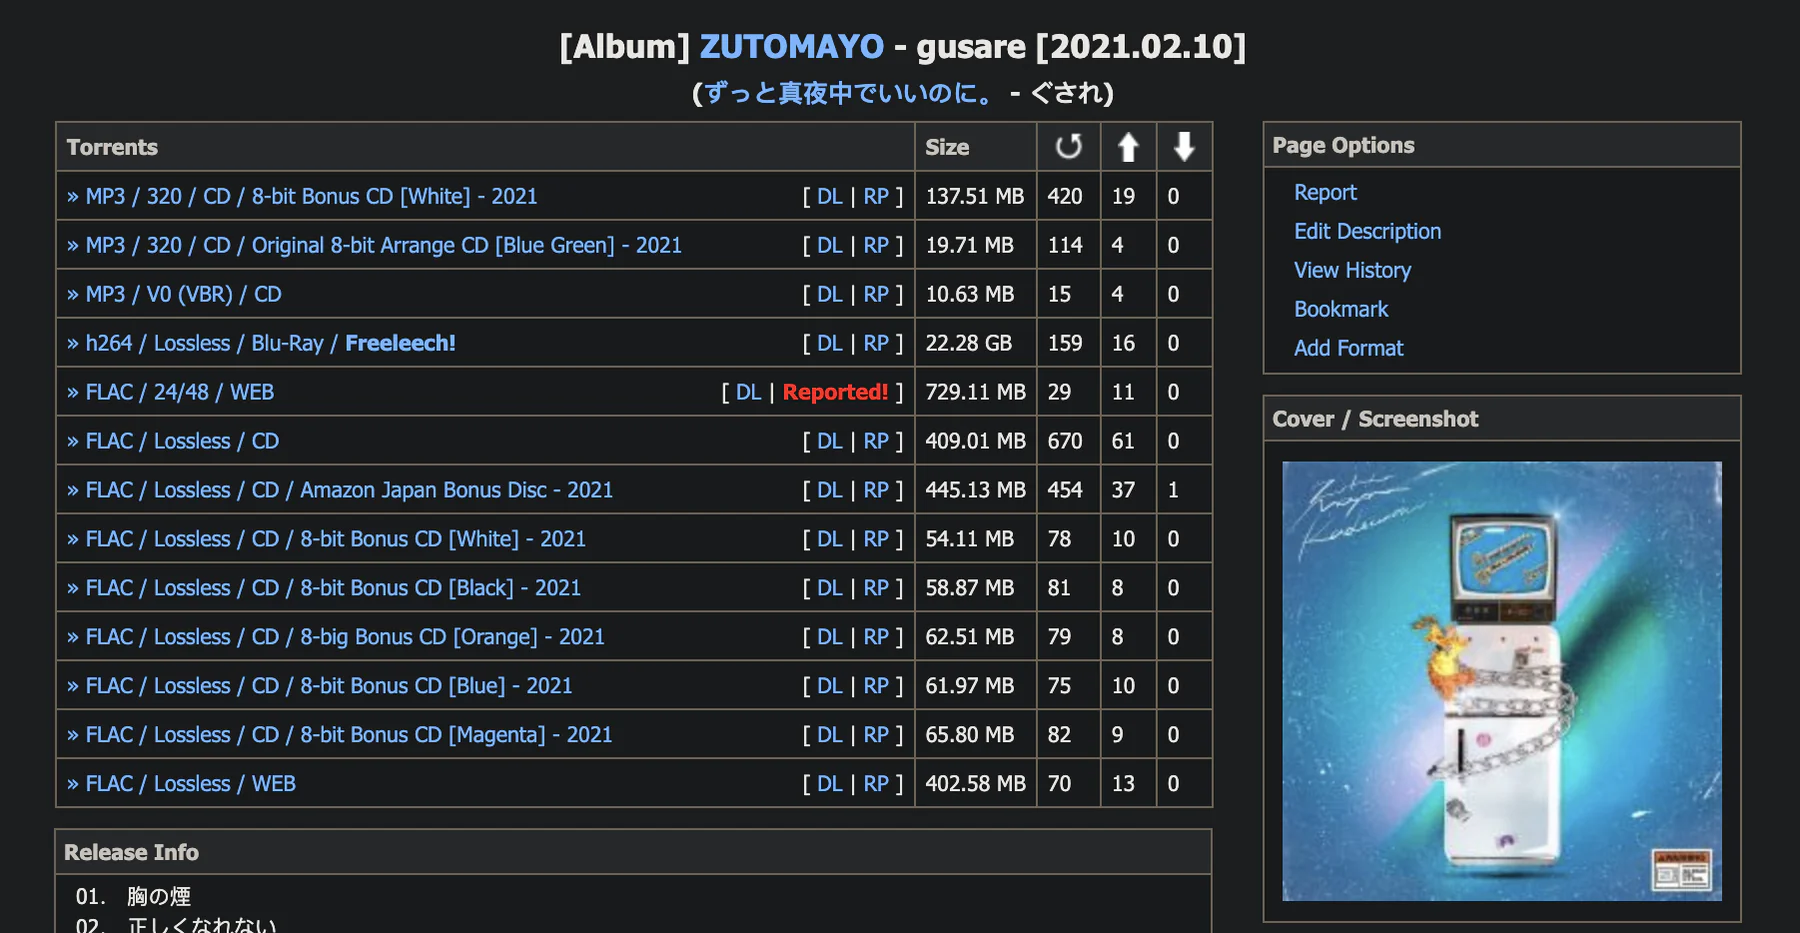 [Album] ZUTOMAYO - gusare [2021.02.10]
(ずっと真夜中でいいのに。 - ぐされ)
Torrents Size
» MP3 / 320 / CD / 8-bit Bonus CD [White] - 2021 [ DL | RP ] 137.51 MB 420 19 0
» MP3 / 320 / CD / Original 8-bit Arrange CD [Blue Green] - 2021 [ DL | RP ] 19.71 MB 114 4 0
» MP3 / V0 (VBR) / CD [ DL | RP ] 10.63 MB 15 4 0
» h264 / Lossless / Blu-Ray / Freeleech! [ DL | RP ] 22.28 GB 159 16 0
» FLAC / 24/48 / WEB [ DL | Reported! ] 729.11 MB 29 11 0
» FLAC / Lossless / CD [ DL | RP ] 409.01 MB 670 61 0
» FLAC / Lossless / CD / Amazon Japan Bonus Disc - 2021 [ DL | RP ] 445.13 MB 454 37 1
» FLAC / Lossless / CD / 8-bit Bonus CD [White] - 2021 [ DL | RP ] 54.11 MB 78 10 0
» FLAC / Lossless / CD / 8-bit Bonus CD [Black] - 2021 [ DL | RP ] 58.87 MB 81 8 0
» FLAC / Lossless / CD / 8-big Bonus CD [Orange] - 2021 [ DL | RP ] 62.51 MB 79 8 0
» FLAC / Lossless / CD / 8-bit Bonus CD [Blue] - 2021 [ DL | RP ] 61.97 MB 75 10 0
» FLAC / Lossless / CD / 8-bit Bonus CD [Magenta] - 2021 [ DL | RP ] 65.80 MB 82 9 0
» FLAC / Lossless / WEB [ DL | RP ] 402.58 MB 70 13 0
Release Info
01. 胸の煙
02. 正しくなれない
Page Options
Report
Edit Description
View History
Bookmark
Add Format
Cover / Screenshot